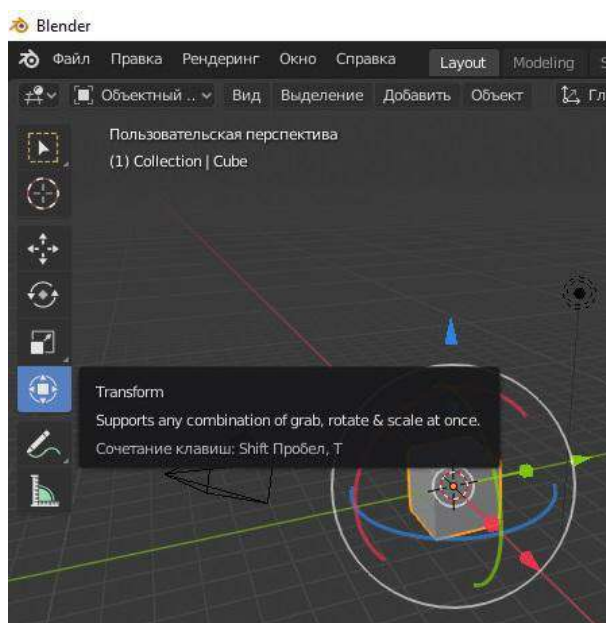 Blender
Файл Правка Рендеринг Окно Справка Layout Modeling
Объектный .. Вид Выделение Добавить Объект
Пользовательская перспектива
(1) Collection | Cube
Transform
Supports any combination of grab, rotate & scale at once.
Сочетание клавиш: Shift Пробел, T